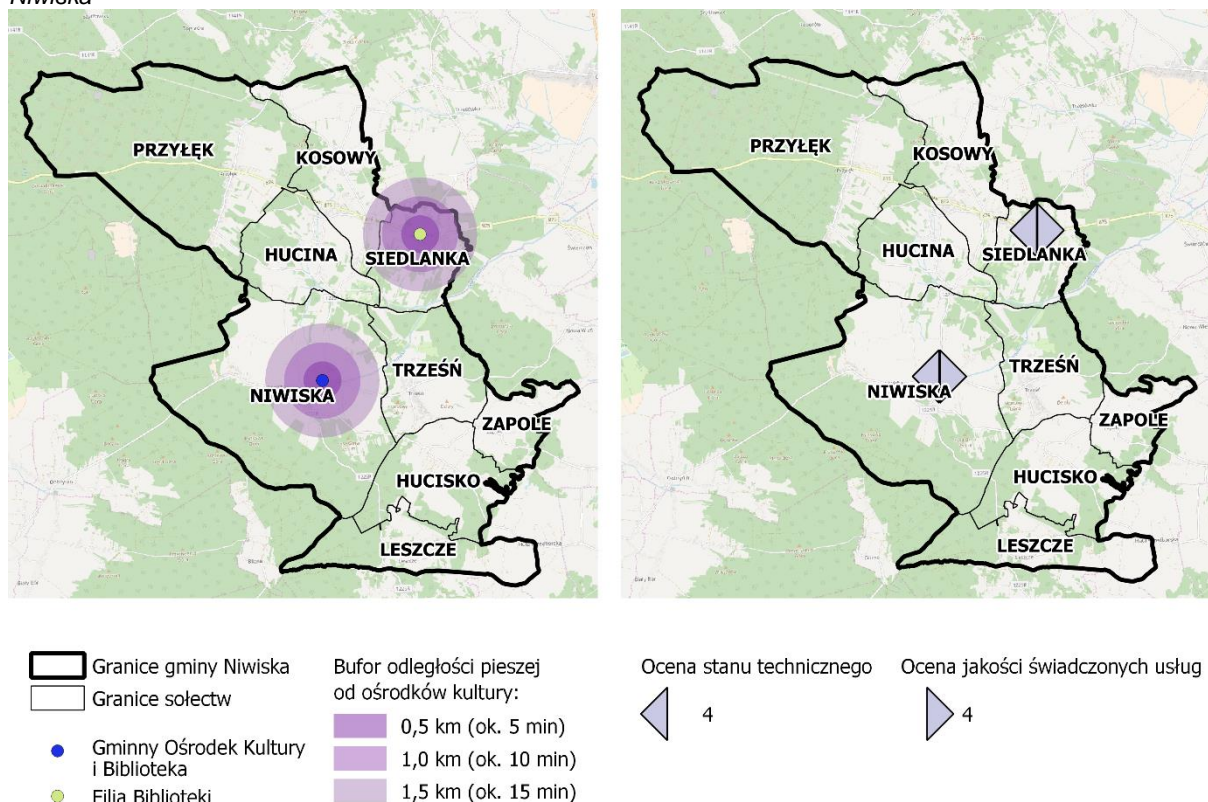 Niwiska
PRZYŁĘK
KOSOWY
HUCINA
SIEDLANKA
NIWISKA
TRZEŚŃ
ZAPOLE
HUCISKO
LESZCZE
PRZYŁĘK
KOSOWY
HUCINA
SIEDLANKA
NIWISKA
TRZEŚŃ
ZAPOLE
HUCISKO
LESZCZE
Granice gminy Niwiska
Granice sołectw
Gminny Ośrodek Kultury
i Biblioteka
Filia Biblioteki
Bufor odległości pieszej
od ośrodków kultury:
0,5 km (ok. 5 min)
1,0 km (ok. 10 min)
1,5 km (ok. 15 min)
Ocena stanu technicznego
4
Ocena jakości świadczonych usług
4